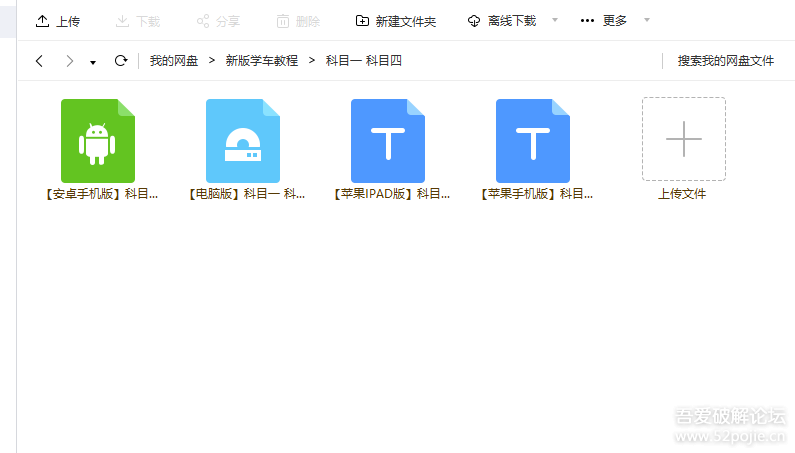 上传 下载 分享 删除 新建文件夹 离线下载 ••• 更多
我的网盘 > 新版学车教程 > 科目一 科目四 搜索我的网盘文件
【安卓手机版】科目... 【电脑版】科目一 科... 【苹果IPAD版】科目... 【苹果手机版】科目... 上传文件
吾爱破解论坛
www.52pojie.cn